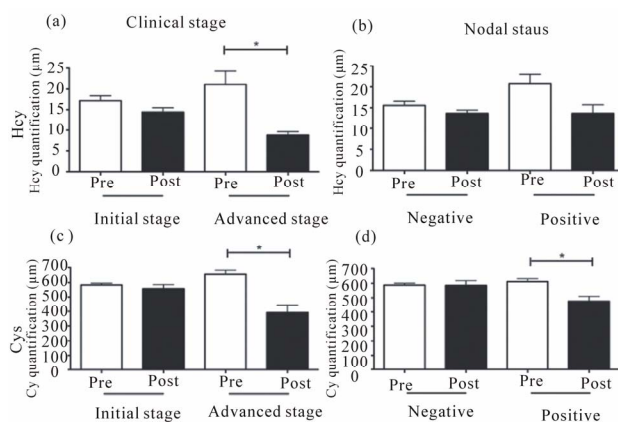 (a)
Clinical stage
*
25
20
15
10
5
0
Hcy
Hcy quantification (μm)
Pre Post Pre Post
Initial stage Advanced stage
(b)
Nodal staus
25
20
15
10
5
0
Hcy quantification (μm)
Pre Post Pre Post
Negative Positive
(c)
*
700
600
500
400
300
200
100
0
Cys
Cy quantification (μm)
Pre Post Pre Post
Initial stage Advanced stage
(d)
*
700
600
500
400
300
200
100
Cy quantification (μm)
Pre Post Pre Post
Negative Positive